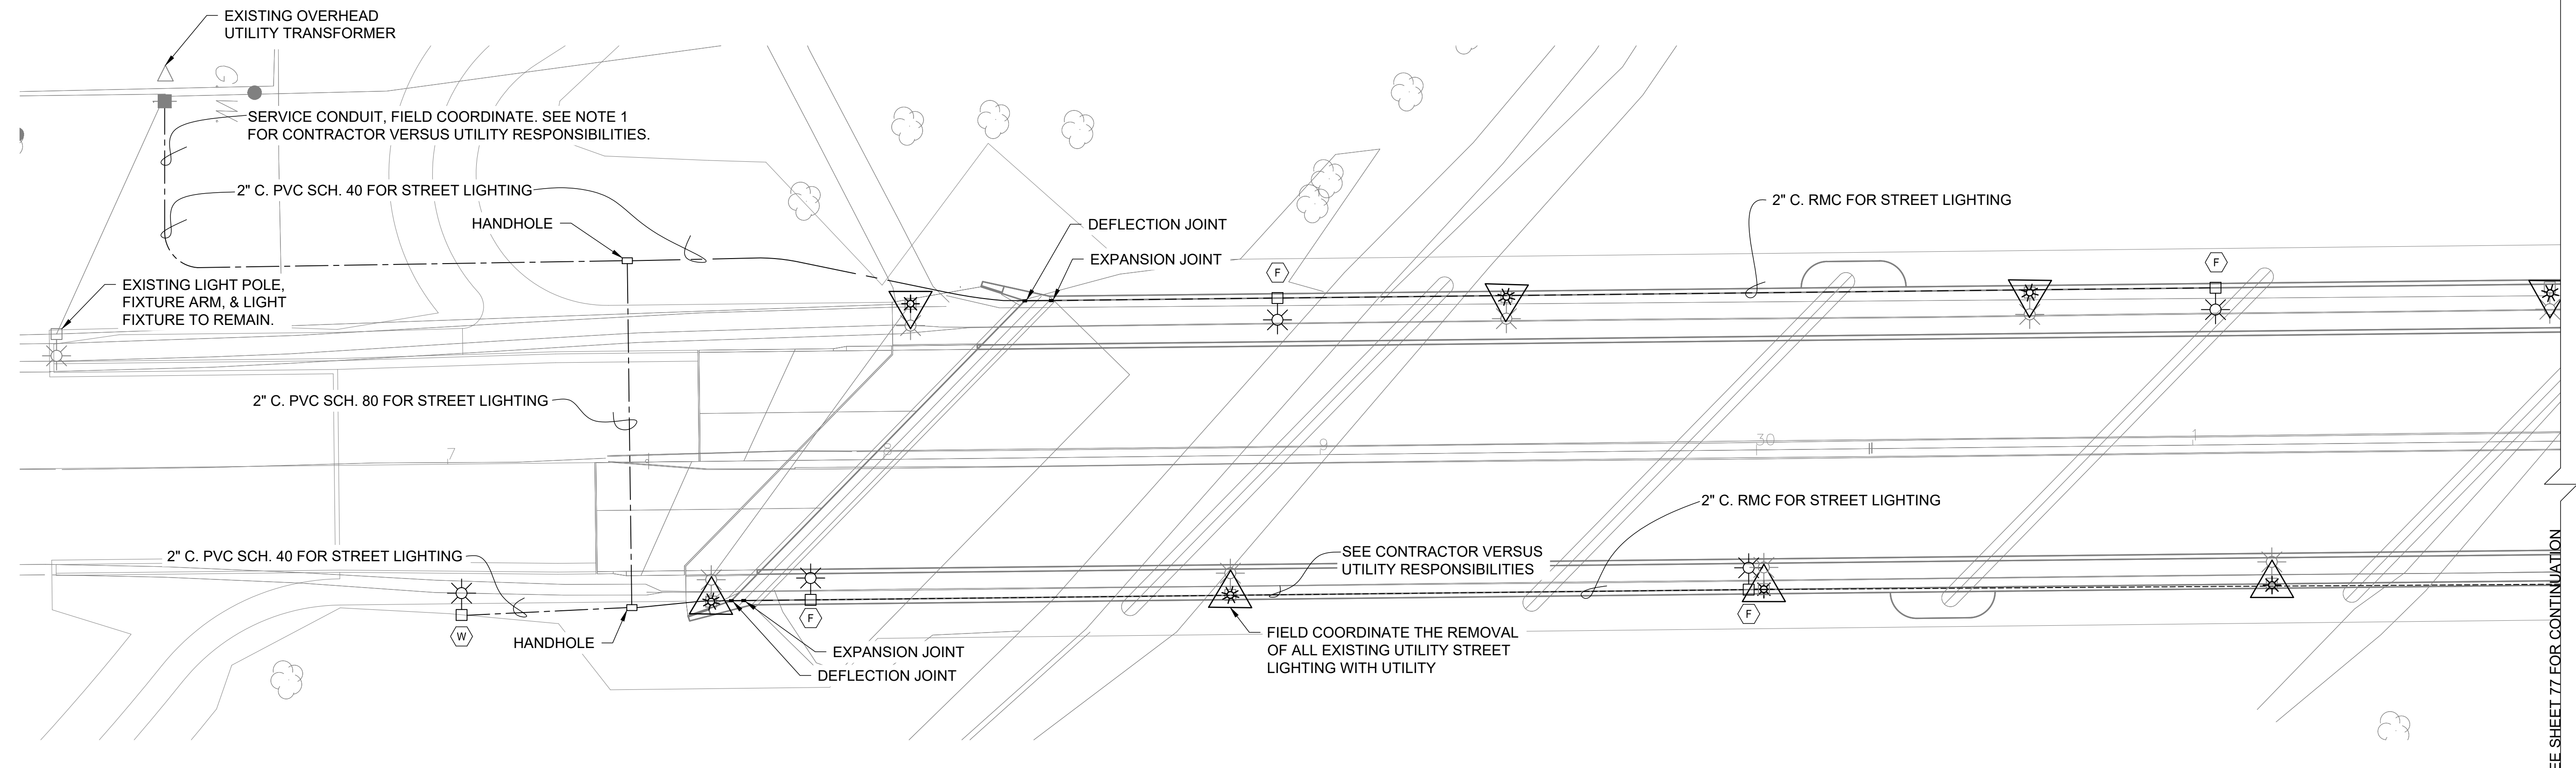 EXISTING OVERHEAD
UTILITY TRANSFORMER
SERVICE CONDUIT, FIELD COORDINATE. SEE NOTE 1
FOR CONTRACTOR VERSUS UTILITY RESPONSIBILITIES.
2" C. PVC SCH. 40 FOR STREET LIGHTING
HANDHOLE
2" C. RMC FOR STREET LIGHTING
DEFLECTION JOINT
EXPANSION JOINT
F
F
EXISTING LIGHT POLE,
FIXTURE ARM, & LIGHT
FIXTURE TO REMAIN.
2" C. PVC SCH. 80 FOR STREET LIGHTING
7
8
9
30
1
2" C. RMC FOR STREET LIGHTING
2" C. PVC SCH. 40 FOR STREET LIGHTING
SEE CONTRACTOR VERSUS
UTILITY RESPONSIBILITIES
F
F
W
HANDHOLE
EXPANSION JOINT
DEFLECTION JOINT
FIELD COORDINATE THE REMOVAL
OF ALL EXISTING UTILITY STREET
LIGHTING WITH UTILITY
SHEET 77 FOR CONTINUATION